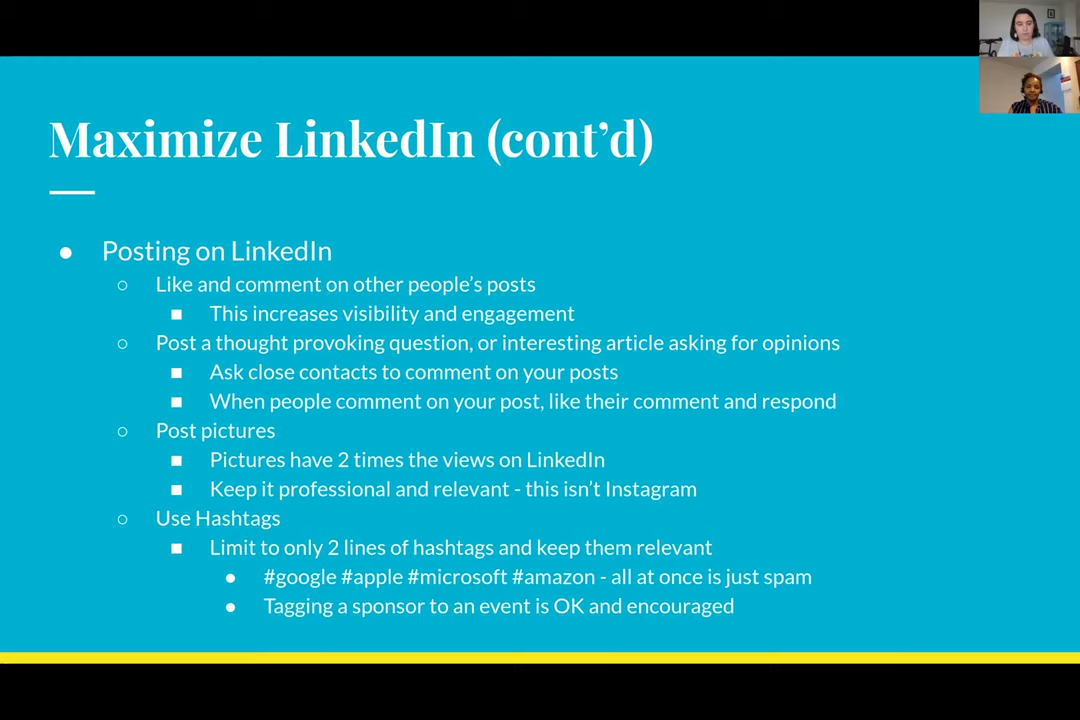 Maximize LinkedIn (cont’d)
Posting on LinkedIn
Like and comment on other people’s posts
This increases visibility and engagement
Post a thought provoking question, or interesting article asking for opinions
Ask close contacts to comment on your posts
When people comment on your post, like their comment and respond
Post pictures
Pictures have 2 times the views on LinkedIn
Keep it professional and relevant - this isn’t Instagram
Use Hashtags
Limit to only 2 lines of hashtags and keep them relevant
#google #apple #microsoft #amazon - all at once is just spam
Tagging a sponsor to an event is OK and encouraged